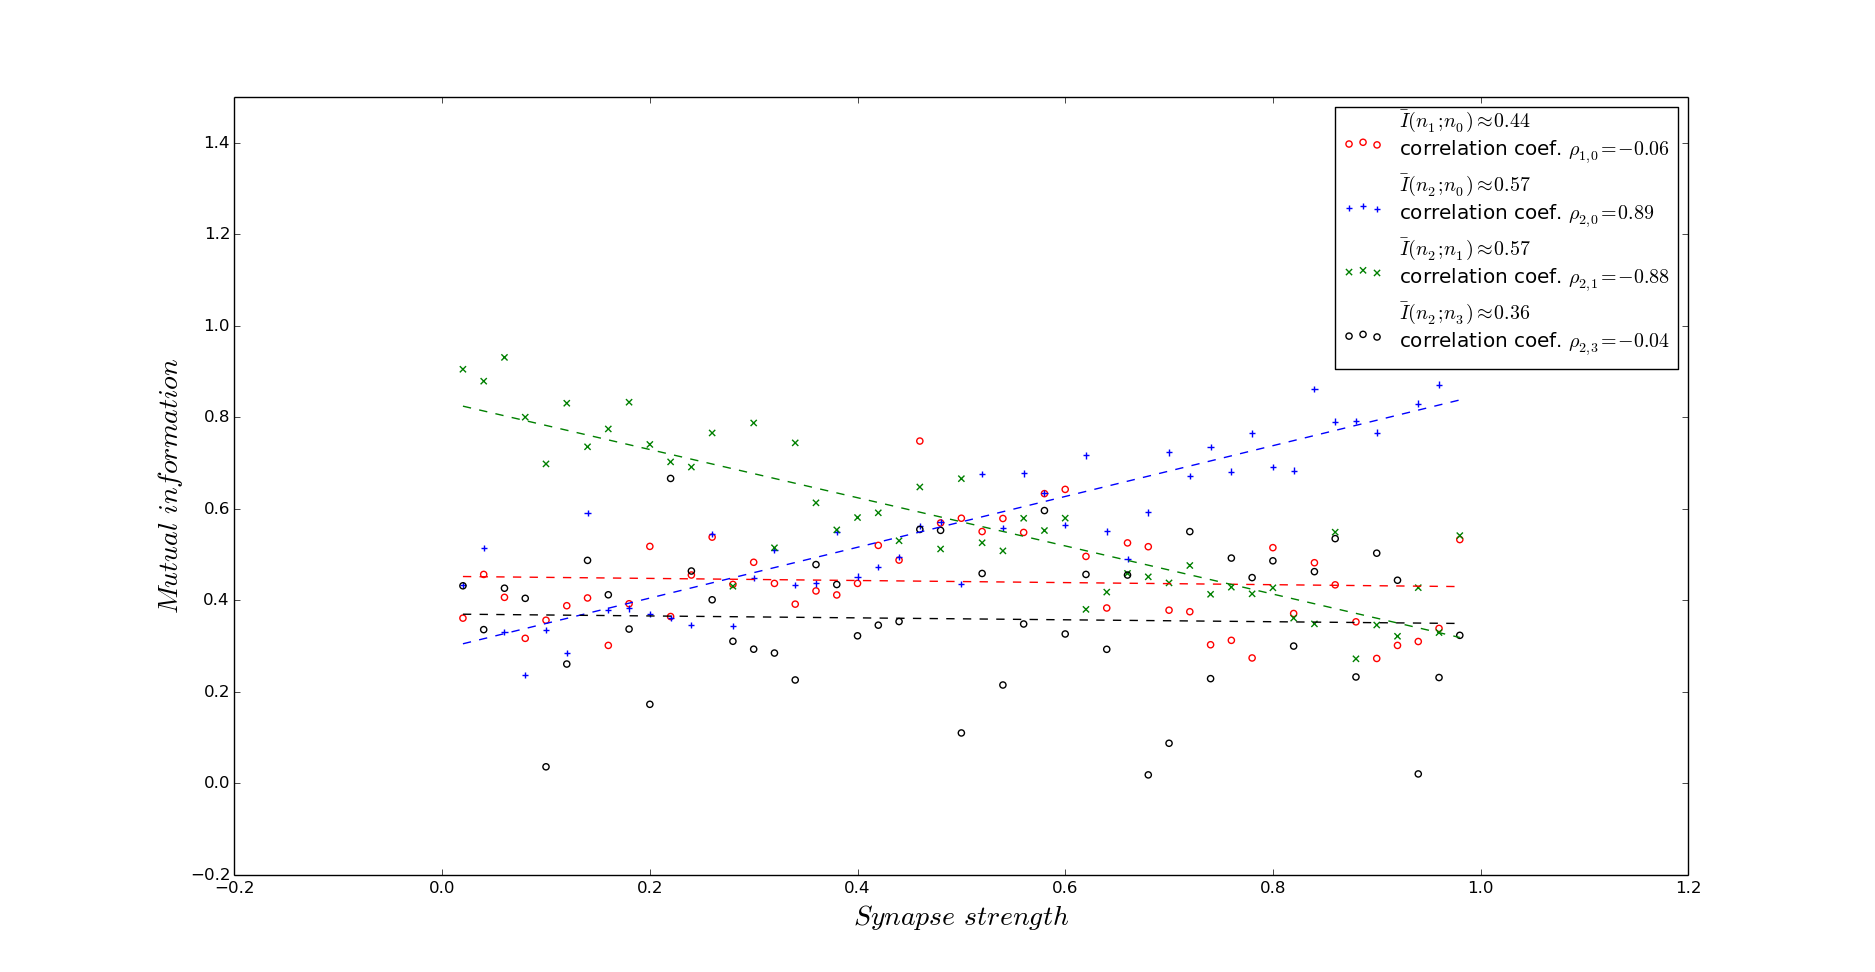 Ī(n₁;n₀)≈0.44
correlation coef. ρ₁,₀=−0.06
Ī(n₂;n₀)≈0.57
correlation coef. ρ₂,₀=0.89
Ī(n₂;n₁)≈0.57
correlation coef. ρ₂,₁=−0.88
Ī(n₂;n₃)≈0.36
correlation coef. ρ₂,₃=−0.04
1.4
1.2
1.0
0.8
0.6
0.4
0.2
0.0
−0.2
Mutual information
−0.2 0.0 0.2 0.4 0.6 0.8 1.0 1.2
Synapse strength